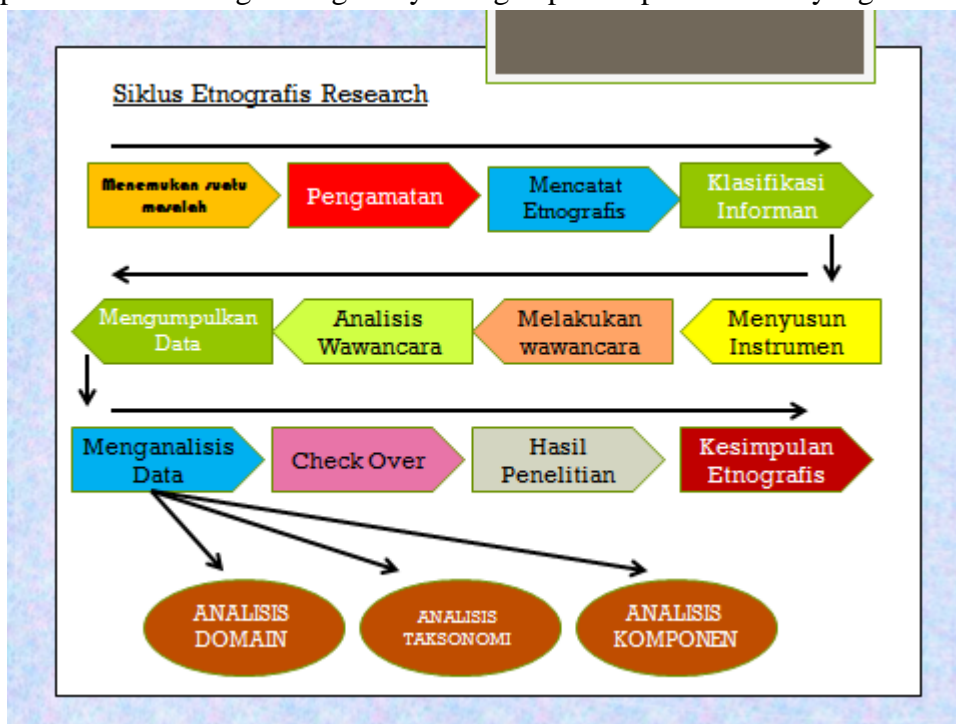 Siklus Etnografis Research
Menemukan suatu
masalah
Pengamatan
Mencatat
Etnografis
Klasifikasi
Informan
Menyusun
Instrumen
Melakukan
wawancara
Analisis
Wawancara
Mengumpulkan
Data
Menganalisis
Data
Check Over
Hasil
Penelitian
Kesimpulan
Etnografis
ANALISIS
DOMAIN
ANALISIS
TAKSONOMI
ANALISIS
KOMPONEN